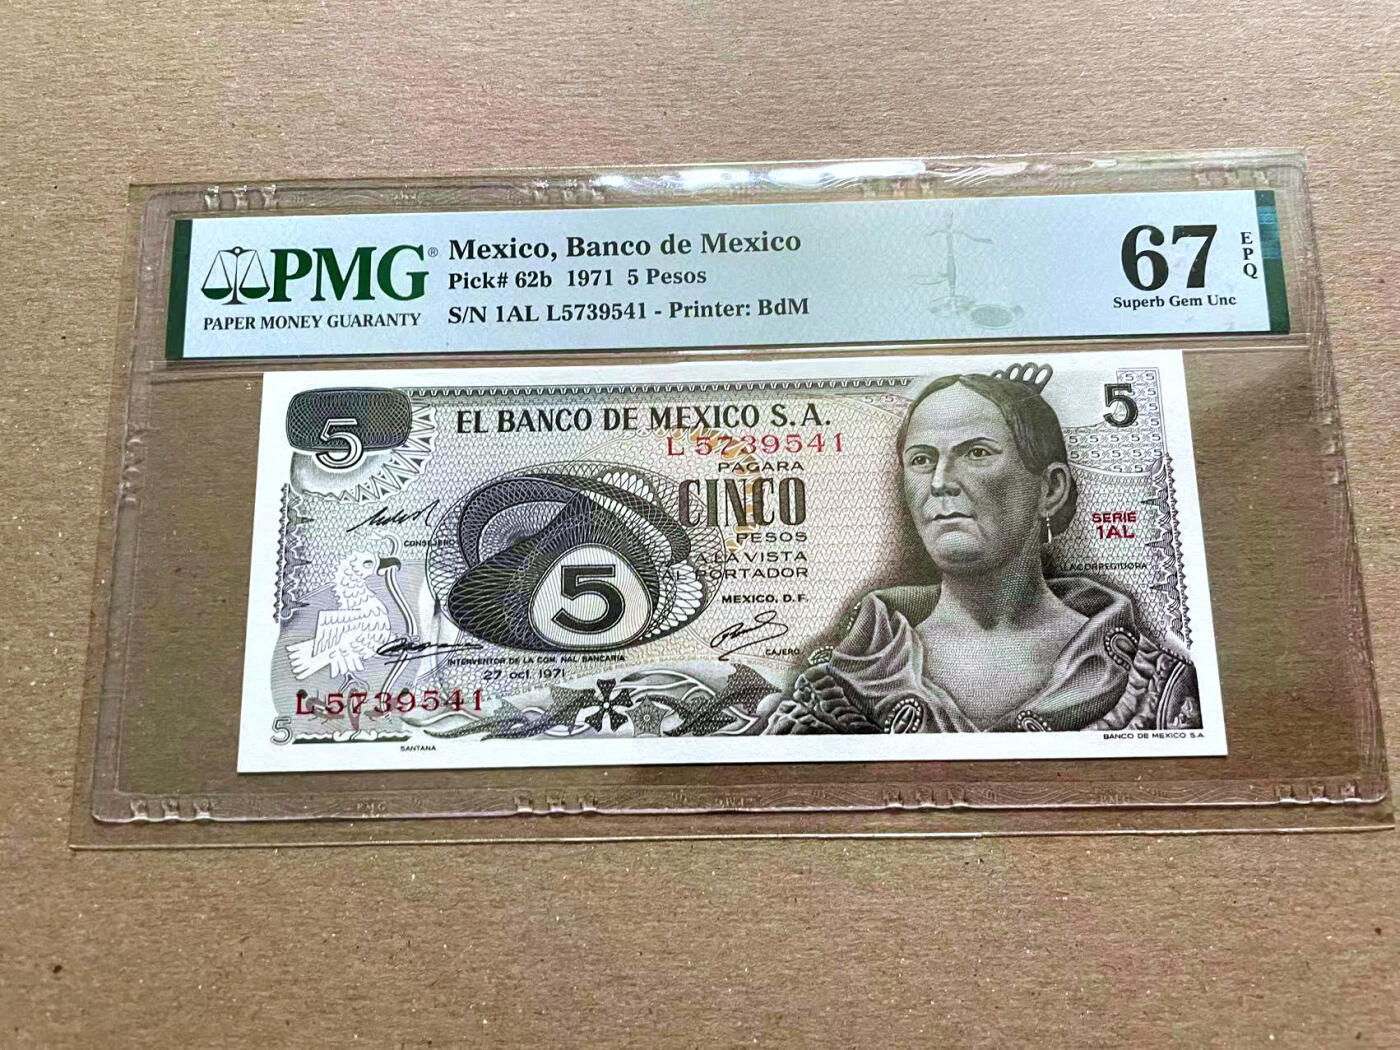 PMG®
PAPER MONEY GUARANTY
Mexico, Banco de Mexico
Pick# 62b 1971 5 Pesos
S/N 1AL L5739541 - Printer: BdM
67
EPQ
Superb Gem Unc
5
EL BANCO DE MEXICO S.A.
5
L 5739541
PAGARA
CINCO
PESOS
A LA VISTA
AL PORTADOR
MEXICO, D.F.
SERIE
1AL
LA CORREGIDORA
CONSEJERO
5
CAJERO
INTERVENTOR DE LA COM. NAL. BANCARIA
27 oct. 1971
L 5739541
5
SANTANA
BANCO DE MEXICO S A
PMG